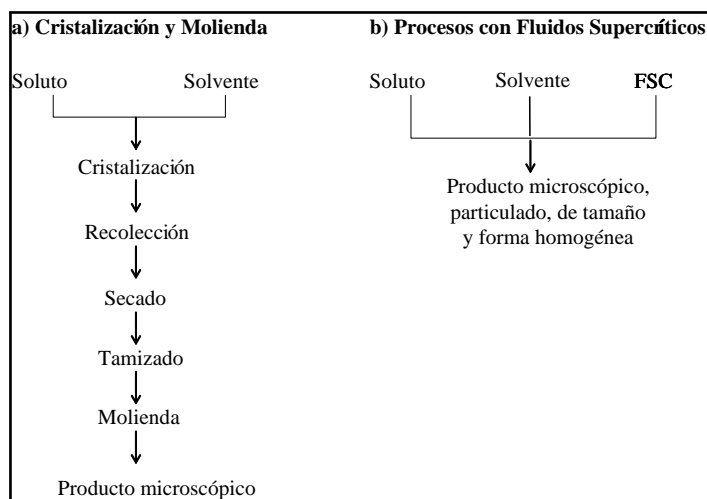 a) Cristalización y Molienda
b) Procesos con Fluidos Supercríticos
Soluto
Solvente
Cristalización
Recolección
Secado
Tamizado
Molienda
Producto microscópico
Soluto
Solvente
FSC
Producto microscópico,
particulado, de tamaño
y forma homogénea